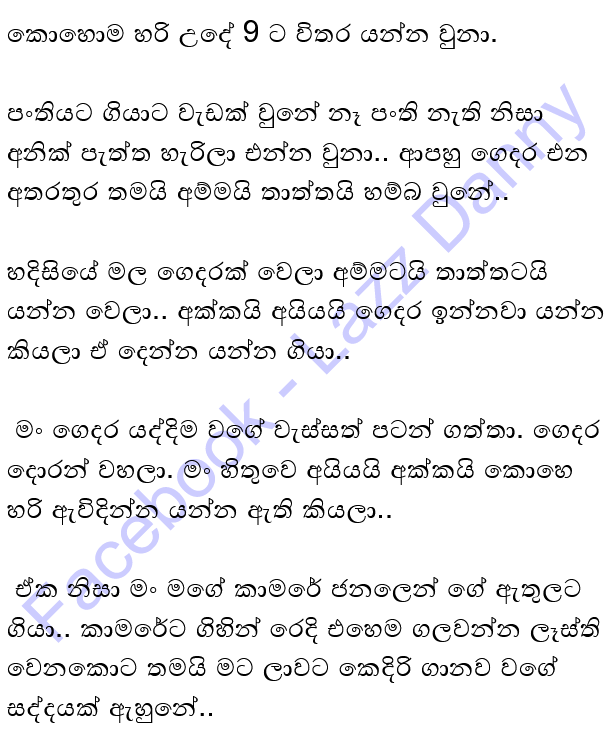 කොහොම හරි උදේ 9 ට විතර යන්න වුනා.
පංතියට ගියාට වැඩක් වුනේ නෑ පංති නැති නිසා
අනික් පැත්ත හැරිලා එන්න වුනා.. ආපහු ගෙදර එන
අතරතුර තමයි අම්මයි තාත්තයි හම්බ වුනේ..
හදිසියේ මල ගෙදරක් වෙලා අම්මටයි තාත්තටයි
යන්න වෙලා.. අක්කයි අයියයි ගෙදර ඉන්නවා යන්න
කියලා ඒ දෙන්න යන්න ගියා..
මං ගෙදර යද්දිම වගේ වැස්සත් පටන් ගත්තා. ගෙදර
දොරත් වහලා. මං හිතුවෙ අයියයි අක්කයි කොහෙ
හරි ඇවිදින්න යන්න ඇති කියලා..
ඒක නිසා මං මගේ කාමරේ ජනලෙන් ගේ ඇතුලට
ගියා.. කාමරේට ගිහින් රෙදි එහෙම ගලවන්න ලෑස්ති
වෙනකොට තමයි මට ලාවට කෙදිරි ගානව වගේ
සද්දයක් ඇහුනේ..
Facebook - Lazz Danny